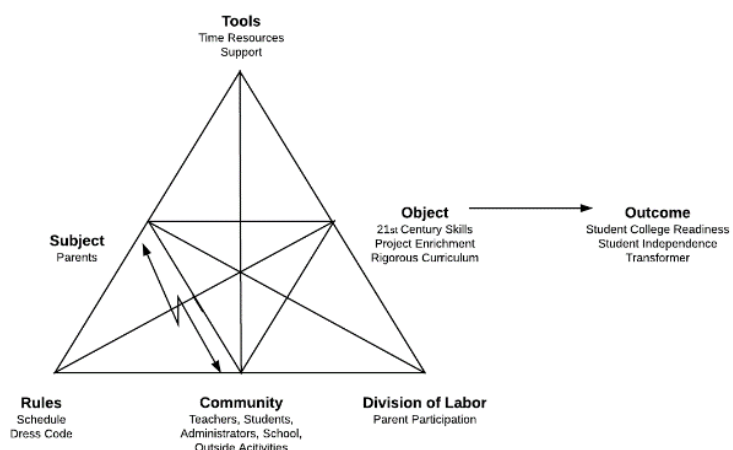 Tools
Time Resources
Support
Subject
Parents
Object
21st Century Skills
Project Enrichment
Rigorous Curriculum
Outcome
Student College Readiness
Student Independence
Transformer
Rules
Schedule
Dress Code
Community
Teachers, Students,
Administrators, School,
Outside Acitivities
Division of Labor
Parent Participation